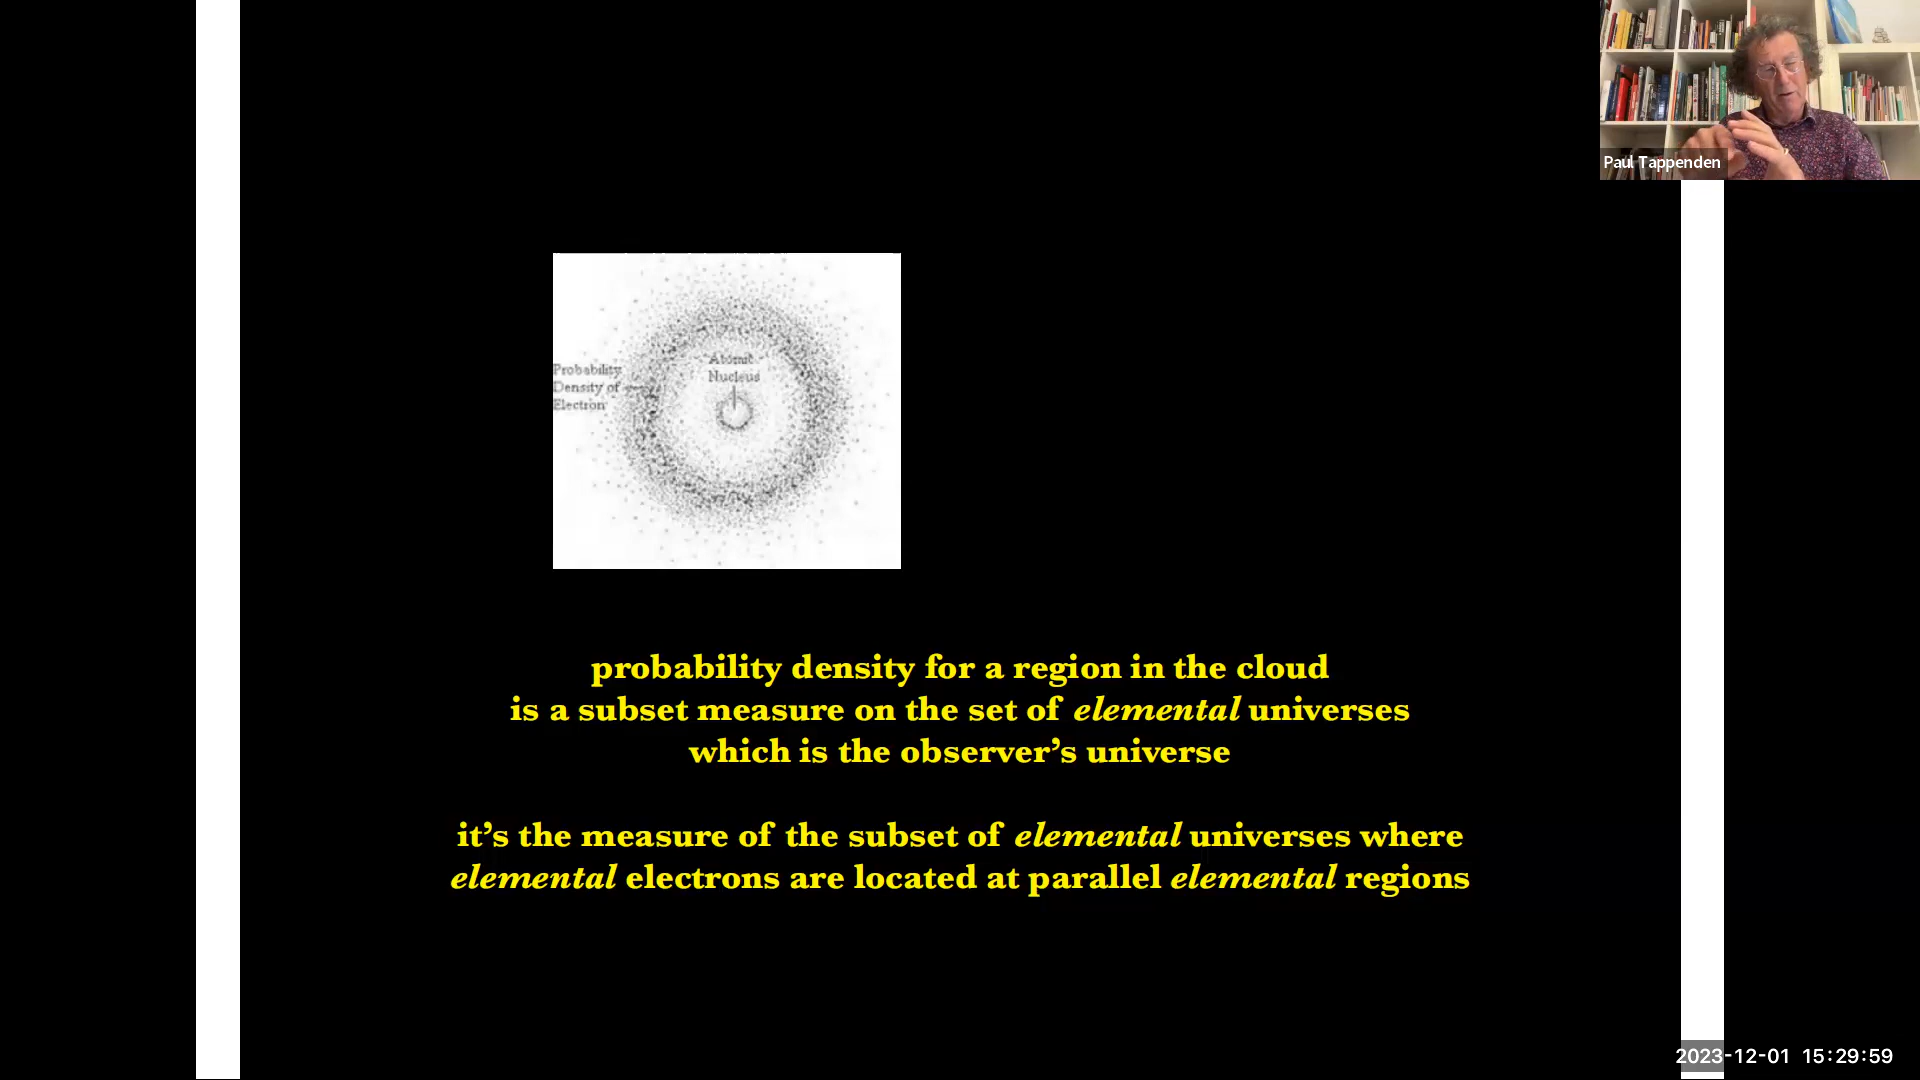 Paul Tappenden
Probability
Density of
Electron
Atomic
Nucleus
probability density for a region in the cloud
is a subset measure on the set of elemental universes
which is the observer’s universe
it’s the measure of the subset of elemental universes where
elemental electrons are located at parallel elemental regions
2023-12-01 15:29:59